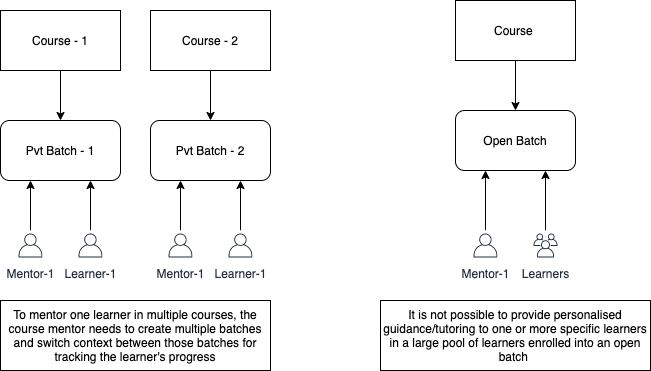 Course - 1
Course - 2
Course
Pvt Batch - 1
Pvt Batch - 2
Open Batch
Mentor-1
Learner-1
Mentor-1
Learner-1
Mentor-1
Learners
To mentor one learner in multiple courses, the
course mentor needs to create multiple batches
and switch context between those batches for
tracking the learner's progress
It is not possible to provide personalised
guidance/tutoring to one or more specific learners
in a large pool of learners enrolled into an open
batch